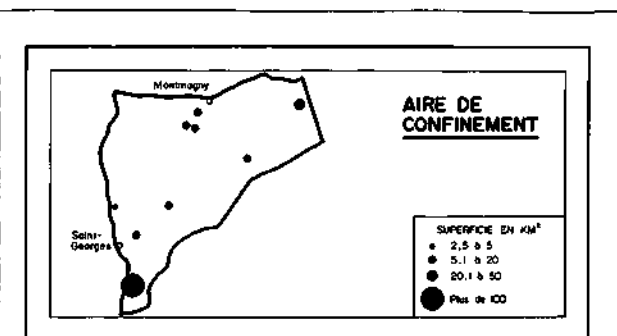 Montmagny
AIRE DE
CONFINEMENT
Saint-
Georges
SUPERFICIE EN KM²
2,5 à 5
5.1 à 20
20.1 à 50
Plus de 100